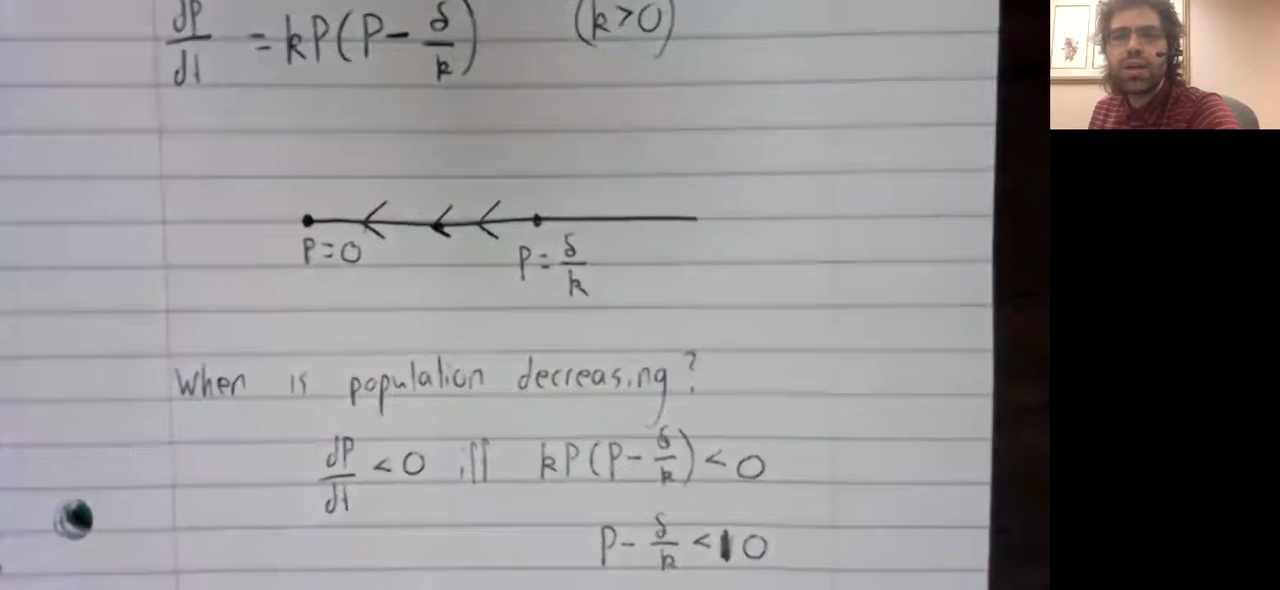 dP/dt = kP(P - δ/k) (k>0)
P=0 P = δ/k
When is population decreasing?
dP/dt < 0 iff kP(P - δ/k) < 0
P - δ/k < 0